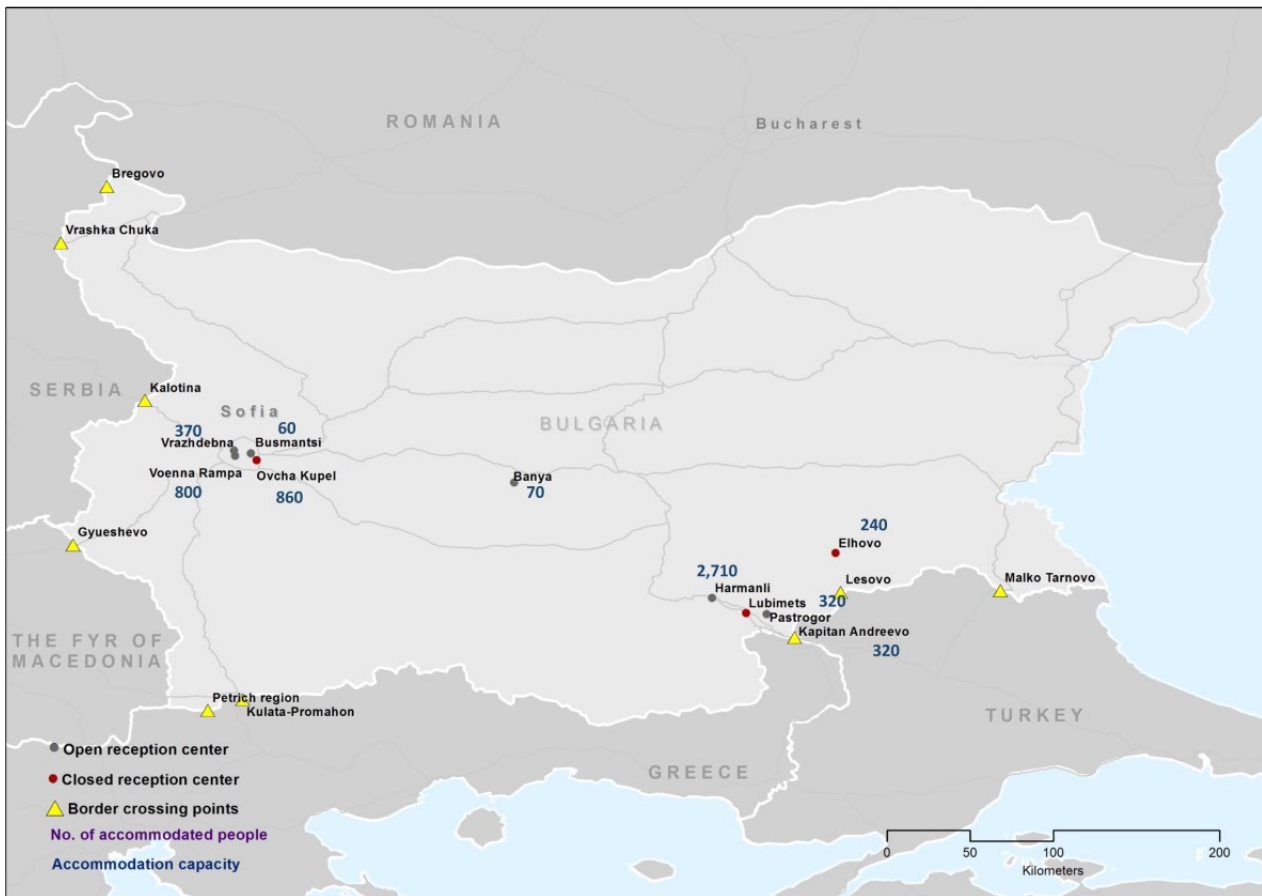 ROMANIA
Bucharest
Bregovo
Vrashka Chuka
SERBIA
Kalotina
Sofia
BULGARIA
370
60
Vrazhdebna
Busmantsi
Voenna Rampa
Ovcha Kupel
800
860
Banya
70
Gyueshevo
240
Elhovo
2,710
Harmanli
Lesovo
Malko Tarnovo
Lubimets
320
Pastrogor
Kapitan Andreevo
320
THE FYR OF
MACEDONIA
Petrich region
Kulata-Promahon
TURKEY
GREECE
Open reception center
Closed reception center
Border crossing points
No. of accommodated people
Accommodation capacity
0 50 100 200
Kilometers